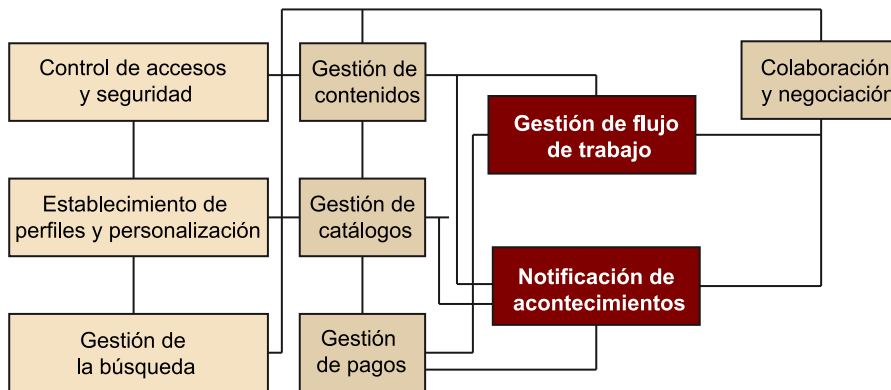 Control de accesos
y seguridad
Gestión de
contenidos
Colaboración
y negociación
Gestión de flujo
de trabajo
Establecimiento de
perfiles y personalización
Gestión de
catálogos
Notificación de
acontecimientos
Gestión de
la búsqueda
Gestión
de pagos